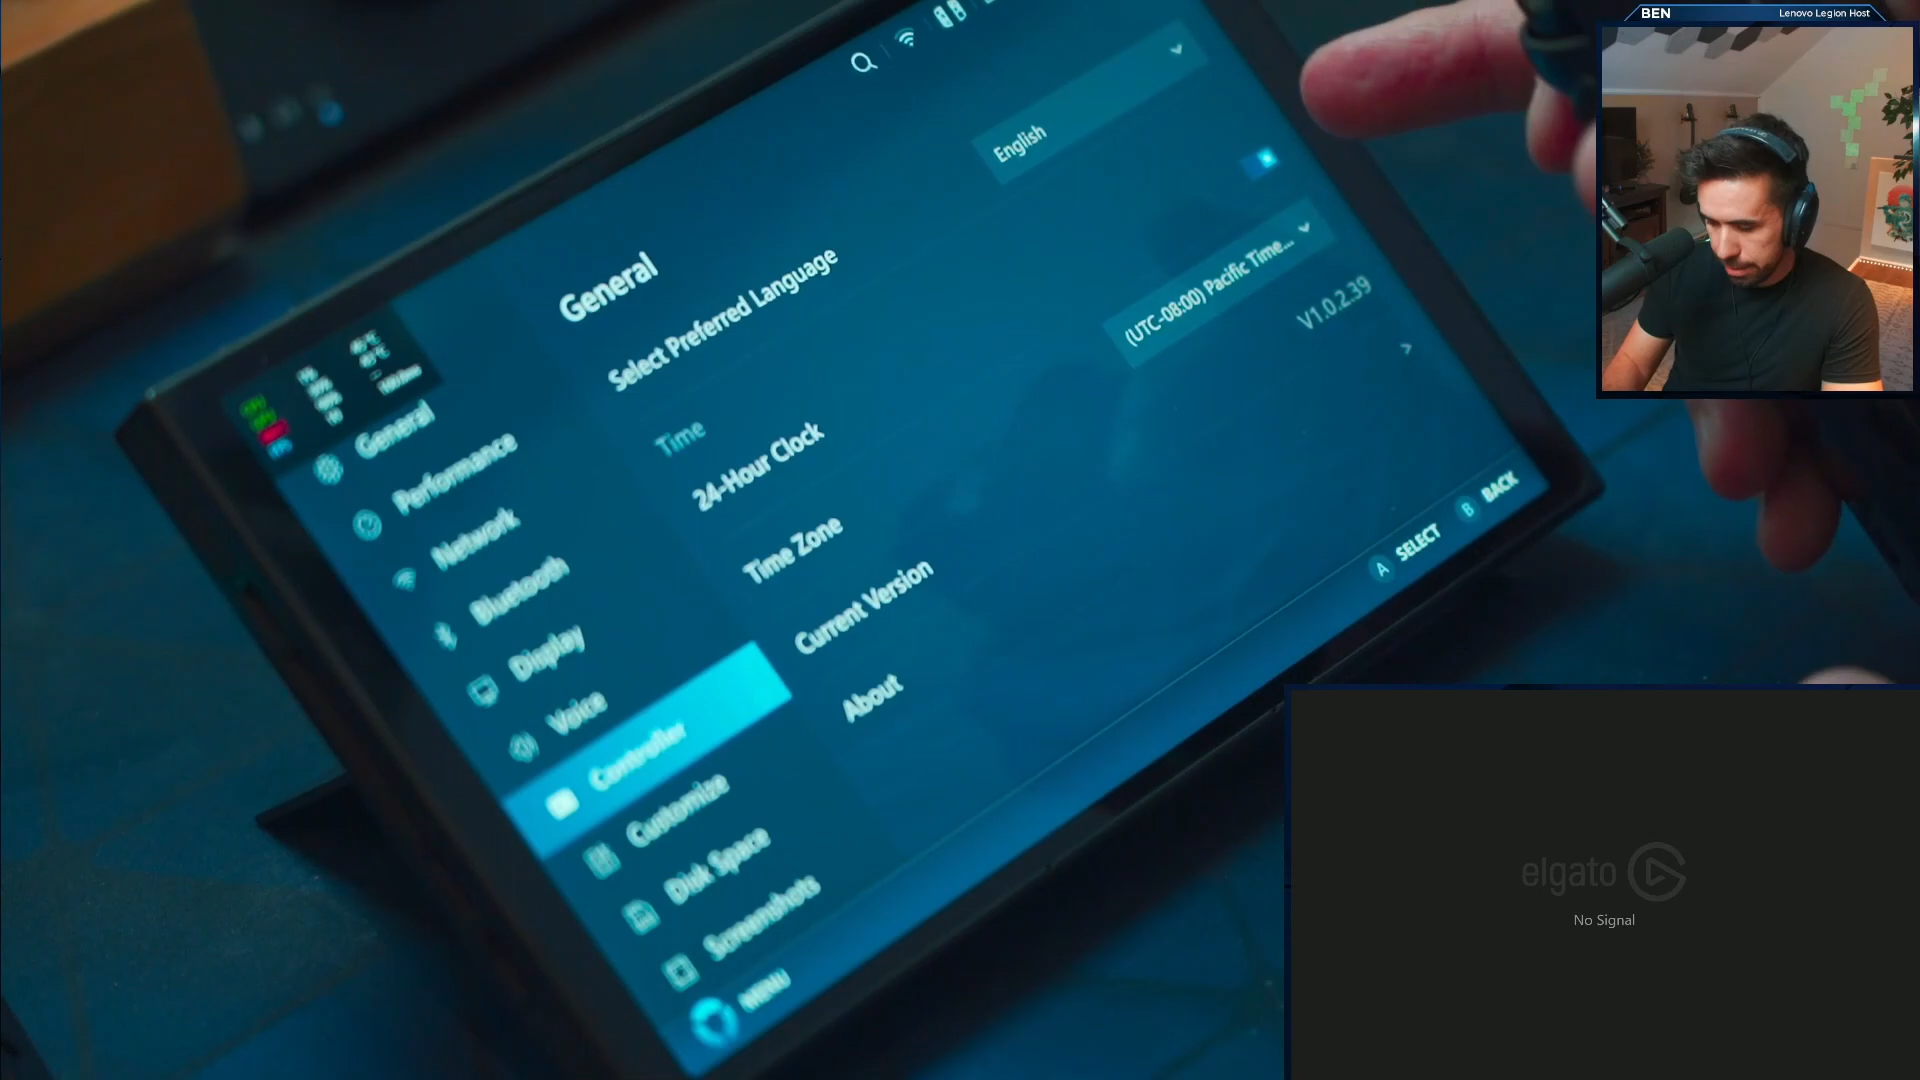 BEN
Lenovo Legion Host
General
Select Preferred Language
English
Time
24-Hour Clock
Time Zone
(UTC-08:00) Pacific Time...
Current Version
V1.0.2.39
About
General
Performance
Network
Bluetooth
Display
Voice
Controller
Customize
Disk Space
Screenshots
MENU
A SELECT
B BACK
elgato
No Signal